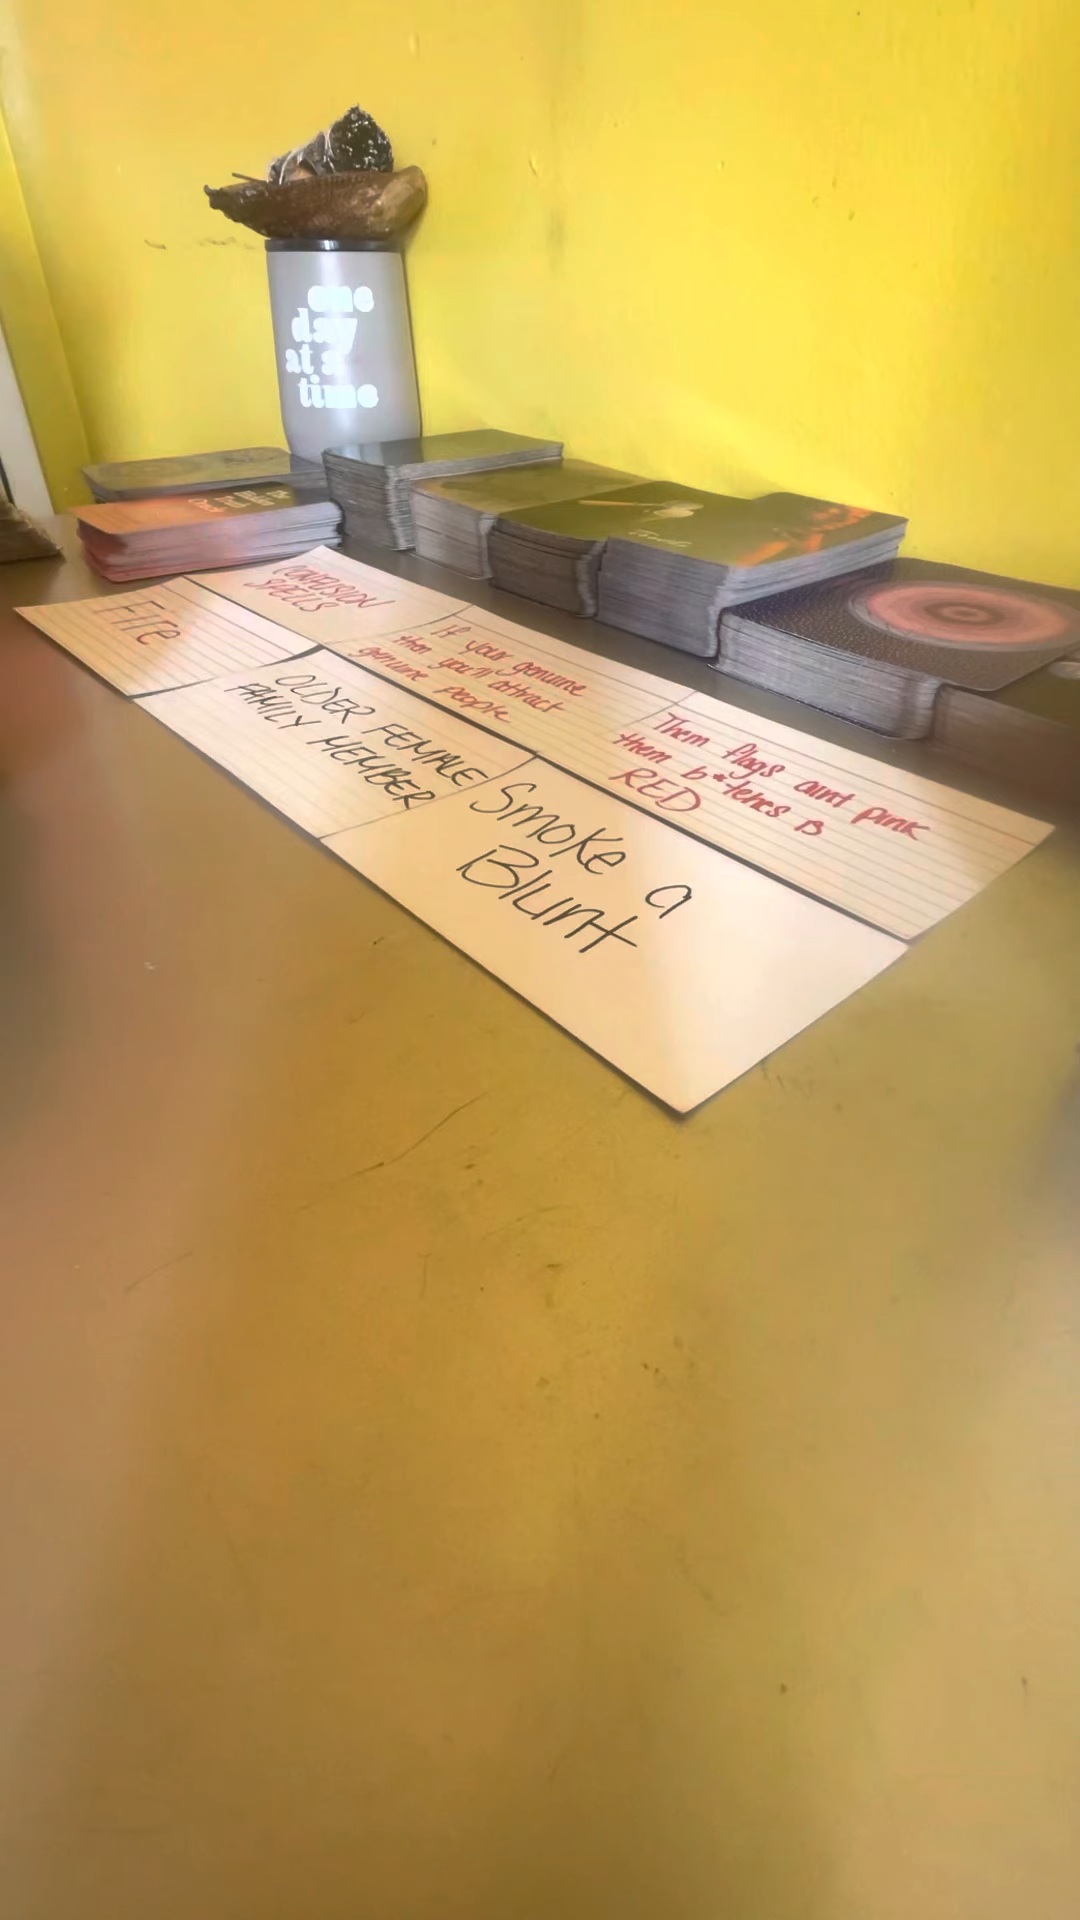 one
day
at a
time
CONFUSION
SPELLS
Fire
If your genuine
then you'll attract
genuine people
OLDER FEMALE
FAMILY MEMBER
Them flags aint pink
them b*tches is
RED
Smoke a
Blunt